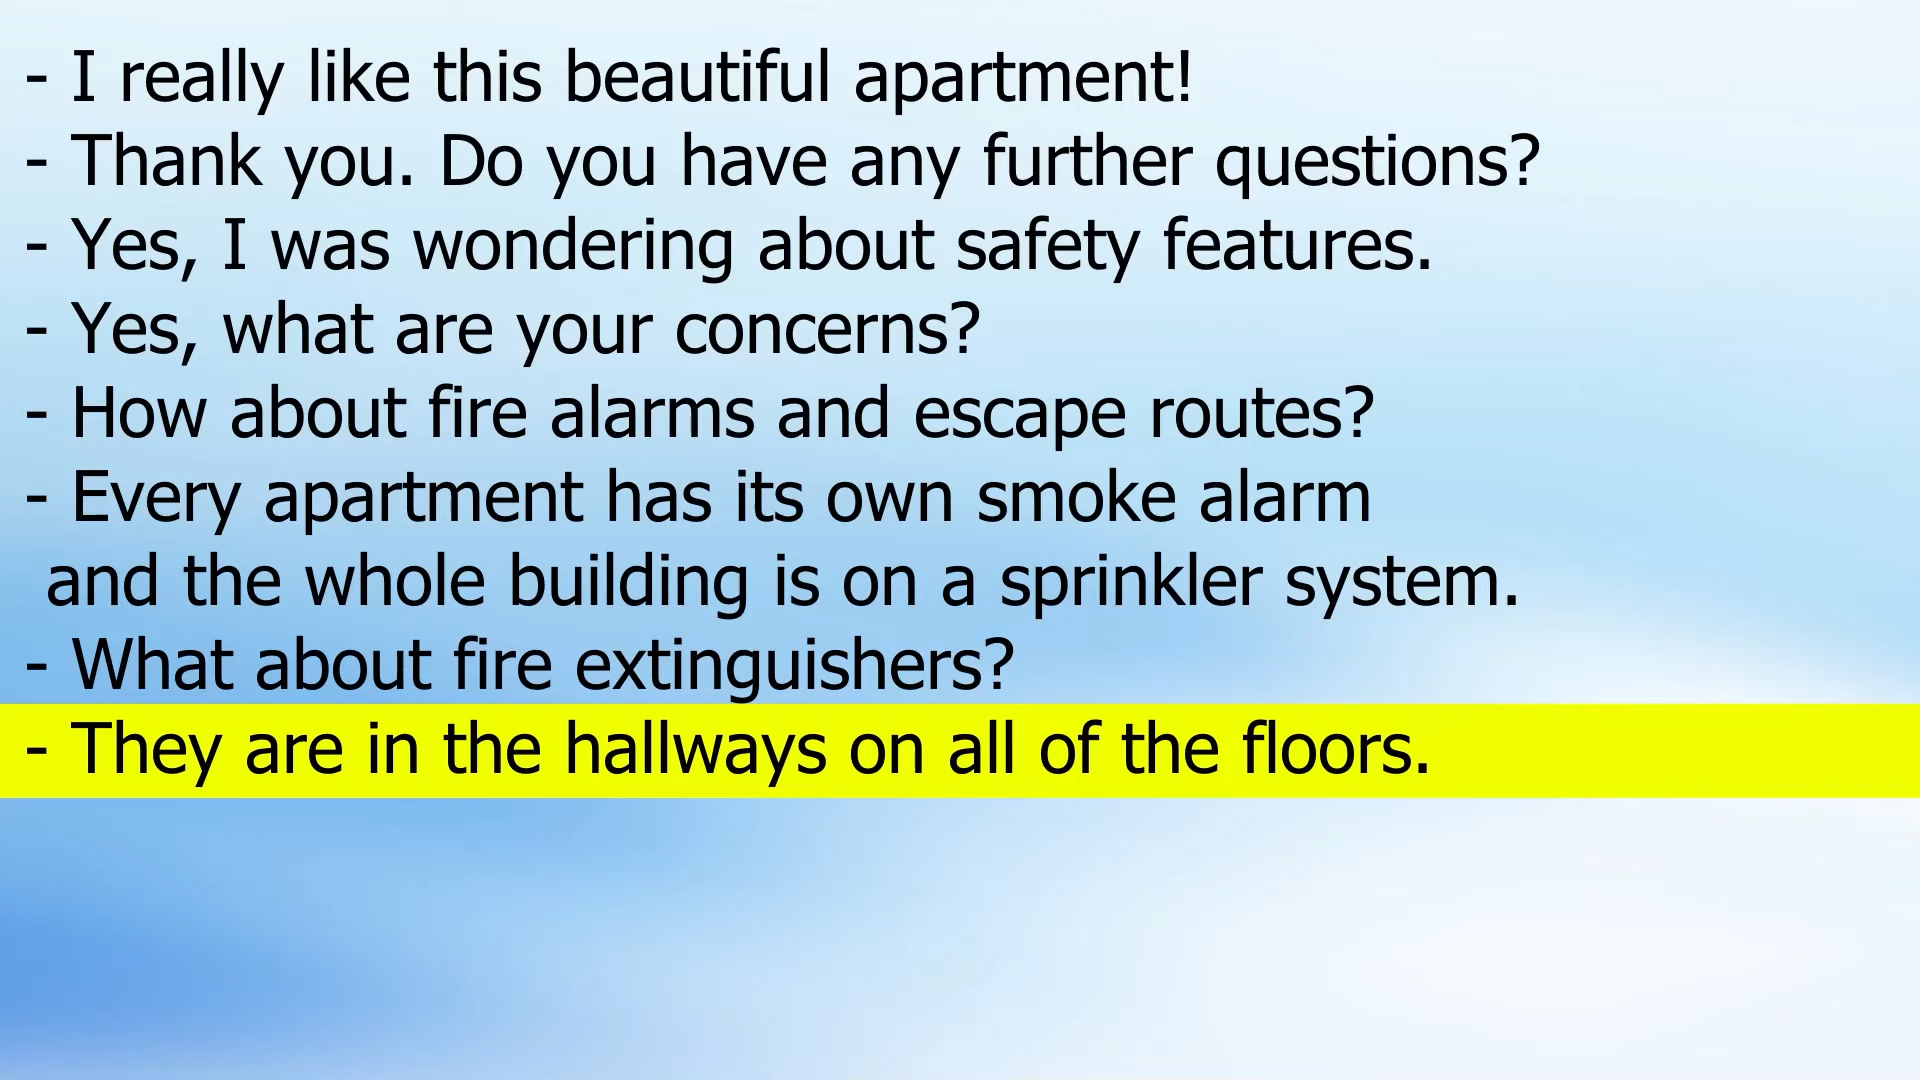 - I really like this beautiful apartment!
- Thank you. Do you have any further questions?
- Yes, I was wondering about safety features.
- Yes, what are your concerns?
- How about fire alarms and escape routes?
- Every apartment has its own smoke alarm
and the whole building is on a sprinkler system.
- What about fire extinguishers?
- They are in the hallways on all of the floors.